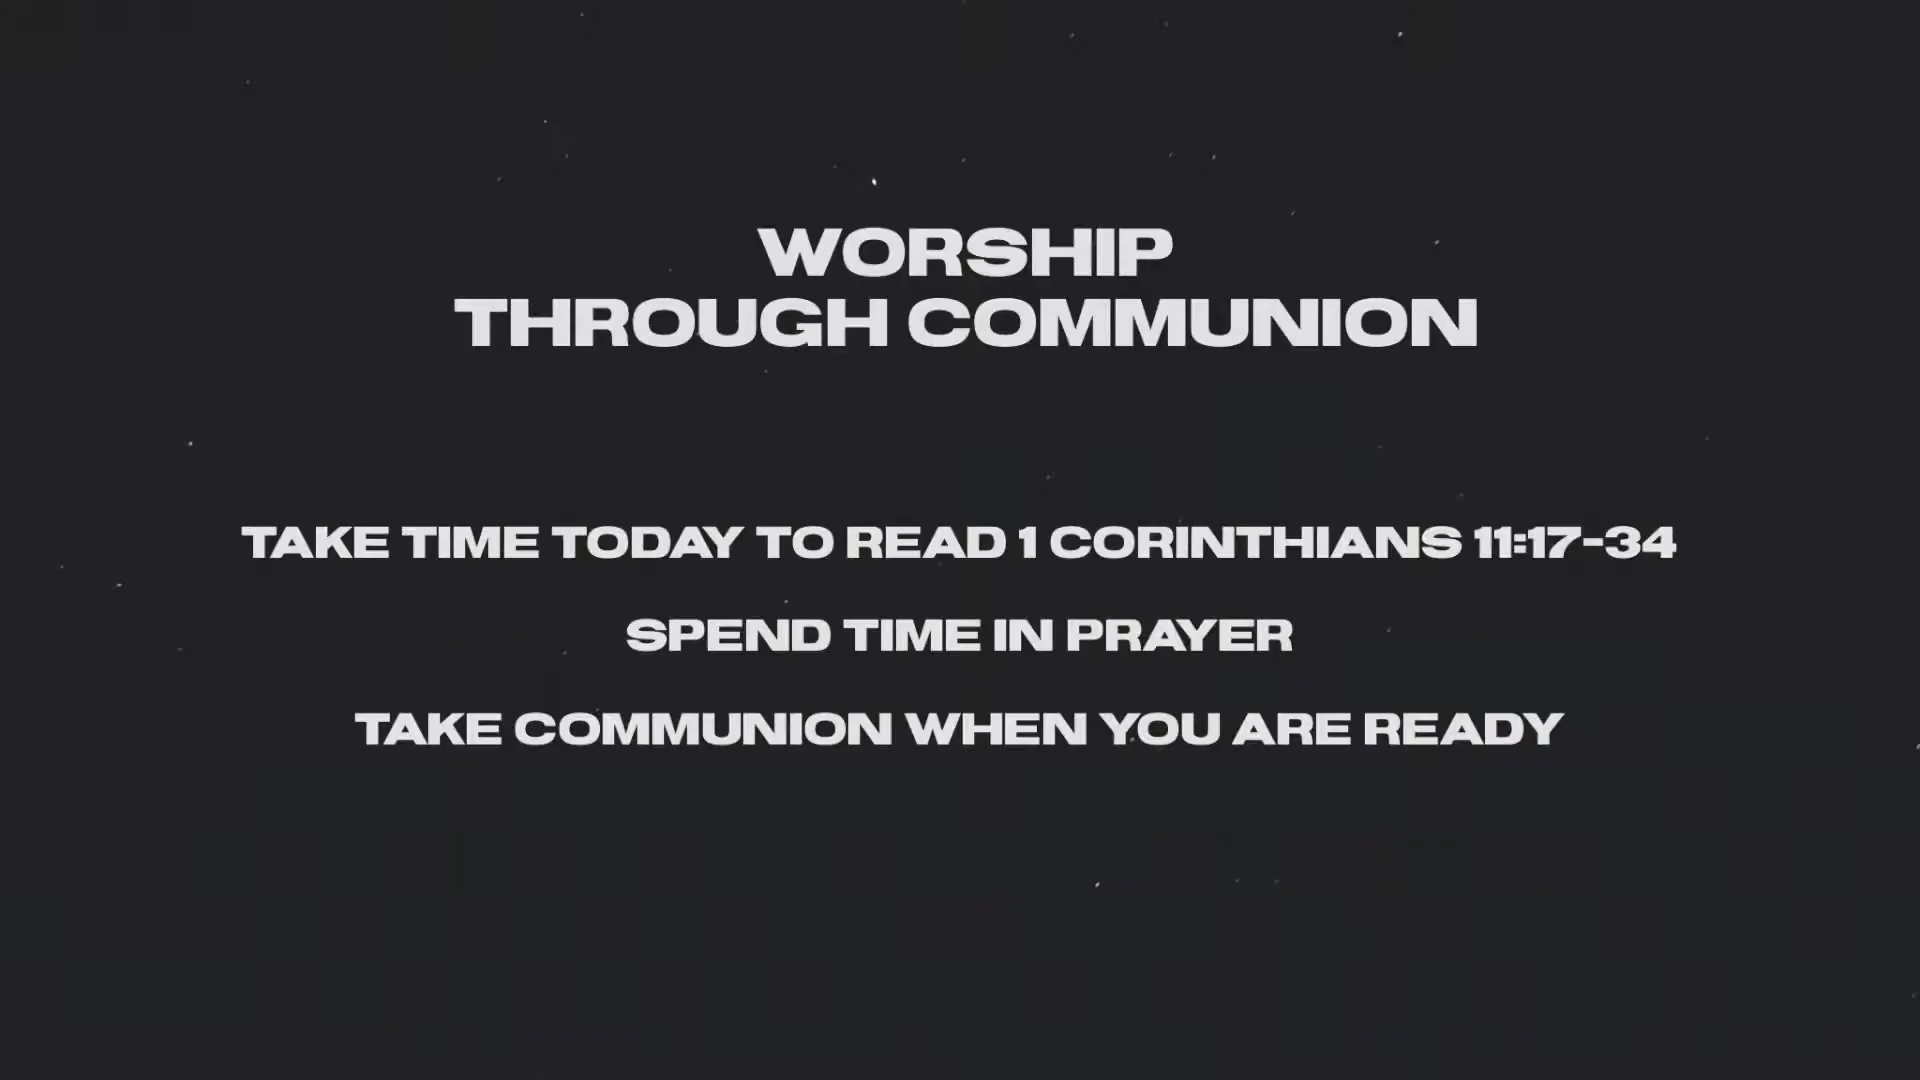 WORSHIP
THROUGH COMMUNION
TAKE TIME TODAY TO READ 1 CORINTHIANS 11:17-34
SPEND TIME IN PRAYER
TAKE COMMUNION WHEN YOU ARE READY